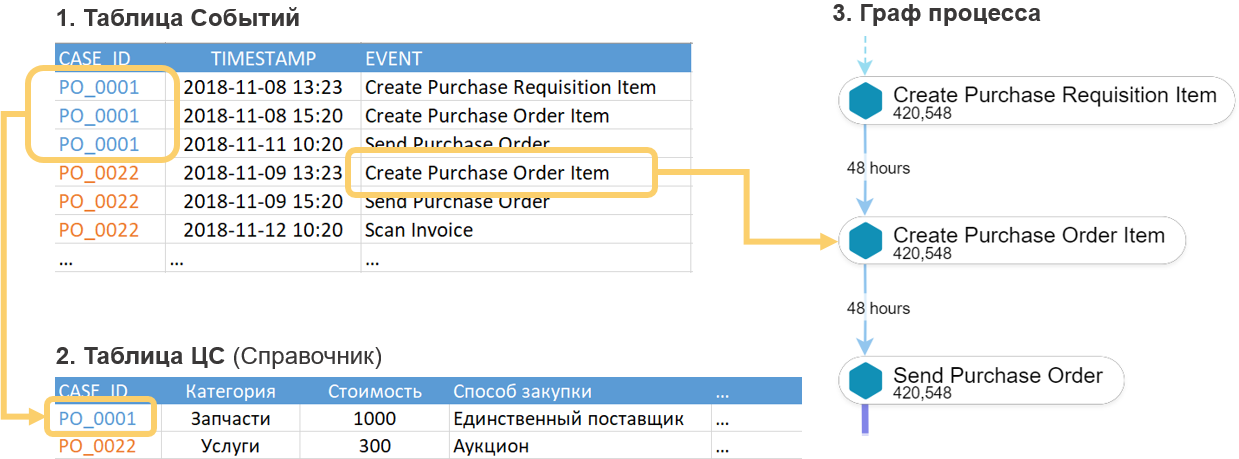 1. Таблица Событий
CASE_ID TIMESTAMP EVENT
PO_0001 2018-11-08 13:23 Create Purchase Requisition Item
PO_0001 2018-11-08 15:20 Create Purchase Order Item
PO_0001 2018-11-11 10:20 Send Purchase Order
PO_0022 2018-11-09 13:23 Create Purchase Order Item
PO_0022 2018-11-09 15:20 Send Purchase Order
PO_0022 2018-11-12 10:20 Scan Invoice
... ... ...
2. Таблица ЦС (Справочник)
CASE_ID Категория Стоимость Способ закупки ...
PO_0001 Запчасти 1000 Единственный поставщик ...
PO_0022 Услуги 300 Аукцион ...
3. Граф процесса
Create Purchase Requisition Item
420,548
48 hours
Create Purchase Order Item
420,548
48 hours
Send Purchase Order
420,548